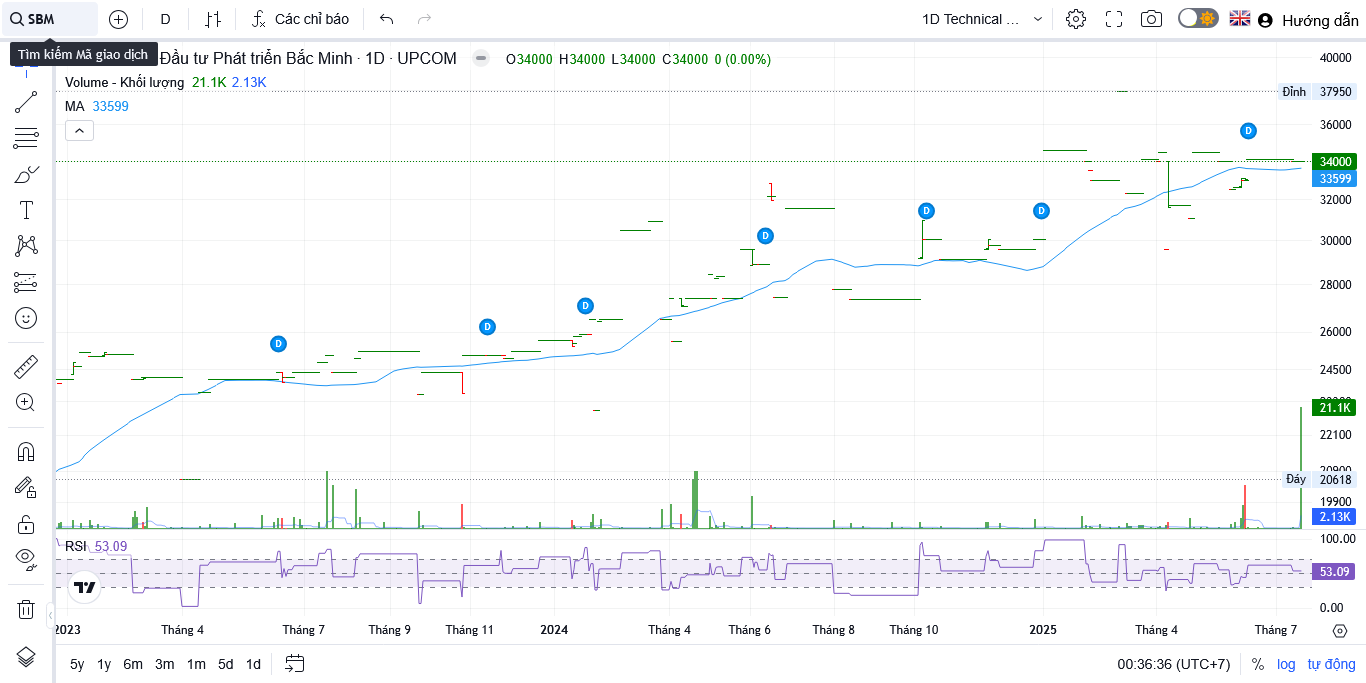 SBM
D
Các chỉ báo
1D Technical ...
Hướng dẫn
Tìm kiếm Mã giao dịch
Đầu tư Phát triển Bắc Minh · 1D · UPCOM
O34000 H34000 L34000 C34000 0 (0.00%)
Volume - Khối lượng 21.1K 2.13K
MA 33599
40000
Đỉnh 37950
36000
34000
33599
32000
30000
28000
26000
24500
21.1K
22100
20900
Đáy 20618
19900
2.13K
D
D
D
D
D
D
D
RSI 53.09
100.00
53.09
0.00
2023 Tháng 4 Tháng 7 Tháng 9 Tháng 11 2024 Tháng 4 Tháng 6 Tháng 8 Tháng 10 2025 Tháng 4 Tháng 7
5y 1y 6m 3m 1m 5d 1d
00:36:36 (UTC+7) % log tự động